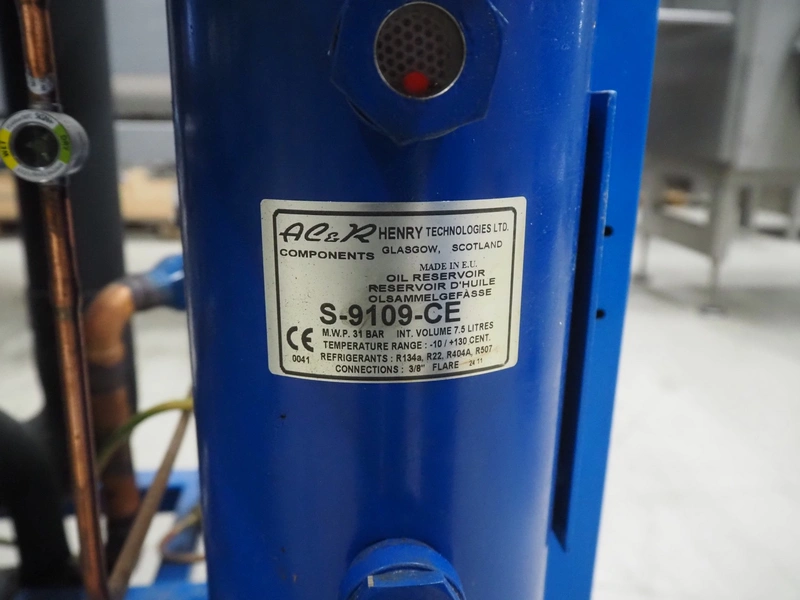 AC&R HENRY TECHNOLOGIES LTD.
COMPONENTS GLASGOW, SCOTLAND
MADE IN E.U.
OIL RESERVOIR
RESERVOIR D'HUILE
OLSAMMELGEFÄSSE
S-9109-CE
M.W.P. 31 BAR INT. VOLUME 7.5 LITRES
TEMPERATURE RANGE : -10 / +130 CENT.
CE 0041
REFRIGERANTS : R134a, R22, R404A, R507
CONNECTIONS : 3/8" FLARE 24 11